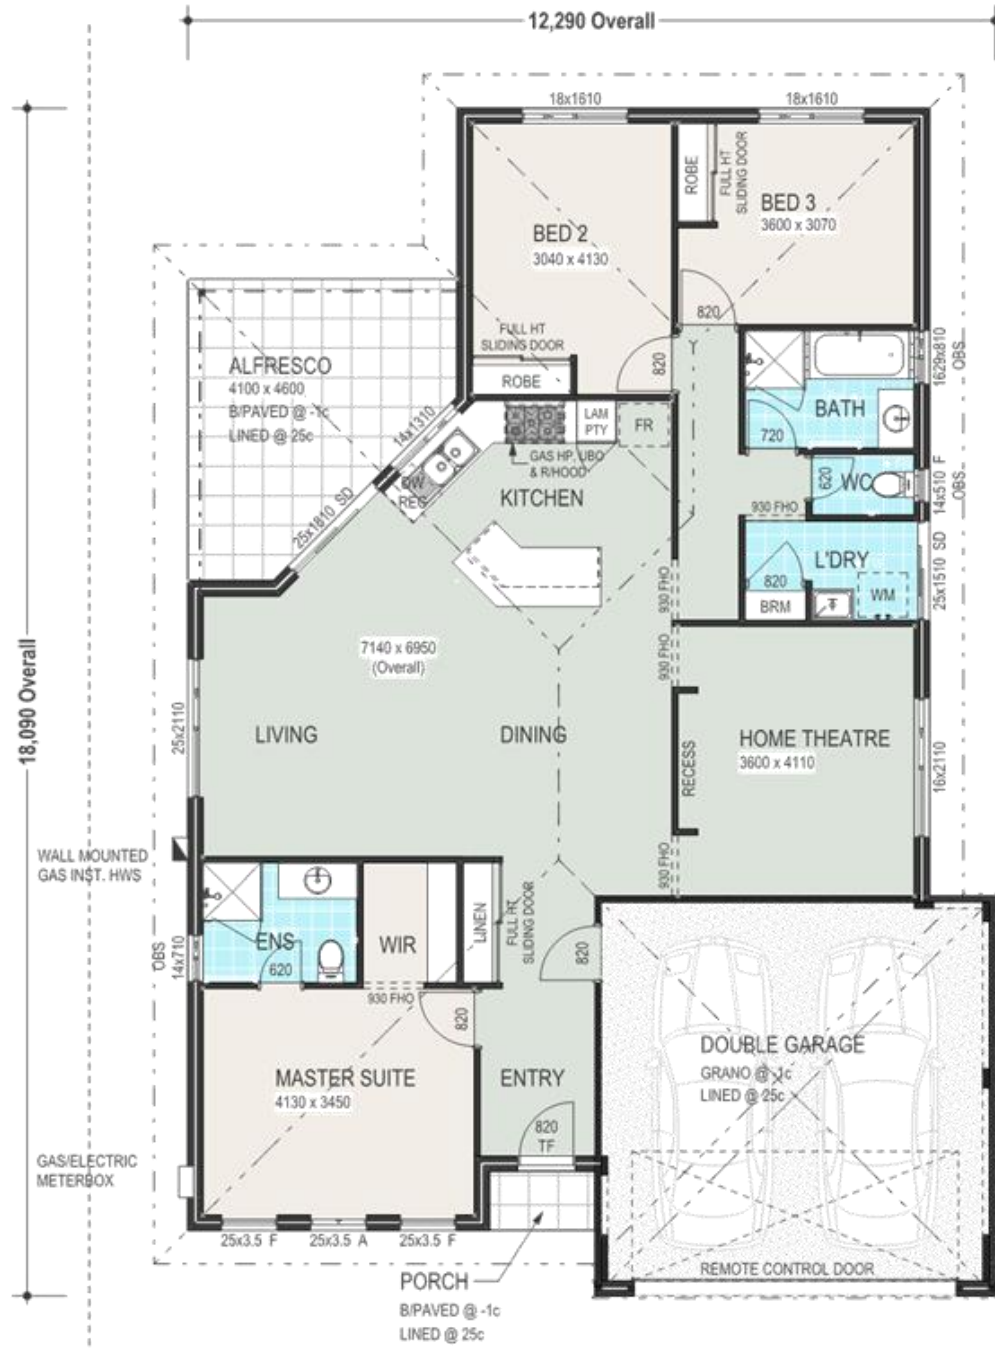 12,290 Overall
18x1610
18x1610
ROBE
FULL HT
SLIDING DOOR
BED 3
3600 x 3070
BED 2
3040 x 4130
820
FULL HT
SLIDING DOOR
820
ROBE
1629x810
OBS
ALFRESCO
4100 x 4600
B/PAVED @ -1c
LINED @ 25c
14x1310
LAM
PTY
FR
BATH
720
GAS HP, UBO
& R/HOOD
DW
REC
KITCHEN
25x1810 SD
620
WC
14x510 F
OBS
930 FHO
L'DRY
820
BRM
WM
25x1510 SD
930 FHO
930 FHO
7140 x 6950
(Overall)
18,090 Overall
25x2110
LIVING
DINING
RECESS
HOME THEATRE
3600 x 4110
16x2110
WALL MOUNTED
GAS INST. HWS
930 FHO
OBS
14x710
ENS
620
WIR
LINEN
FULL HT
SLIDING DOOR
820
930 FHO
820
DOUBLE GARAGE
GRANO @ -1c
LINED @ 25c
MASTER SUITE
4130 x 3450
ENTRY
820
TF
GAS/ELECTRIC
METERBOX
25x3.5 F
25x3.5 A
25x3.5 F
REMOTE CONTROL DOOR
PORCH
B/PAVED @ -1c
LINED @ 25c